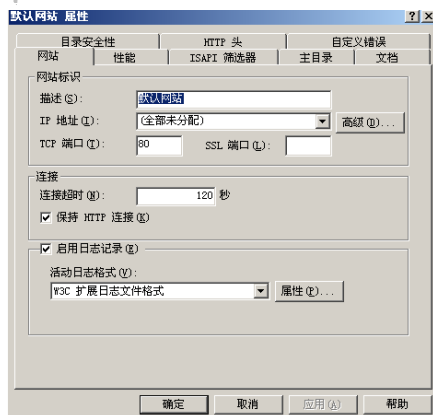 默认网站 属性
目录安全性 HTTP 头 自定义错误
网站 性能 ISAPI 筛选器 主目录 文档
网站标识
描述(S): 默认网站
IP 地址(I): (全部未分配) 高级(D)...
TCP 端口(T): 80 SSL 端口(L):
连接
连接超时(N): 120 秒
保持 HTTP 连接(K)
启用日志记录(E)
活动日志格式(V):
W3C 扩展日志文件格式 属性(P)...
确定 取消 应用(A) 帮助